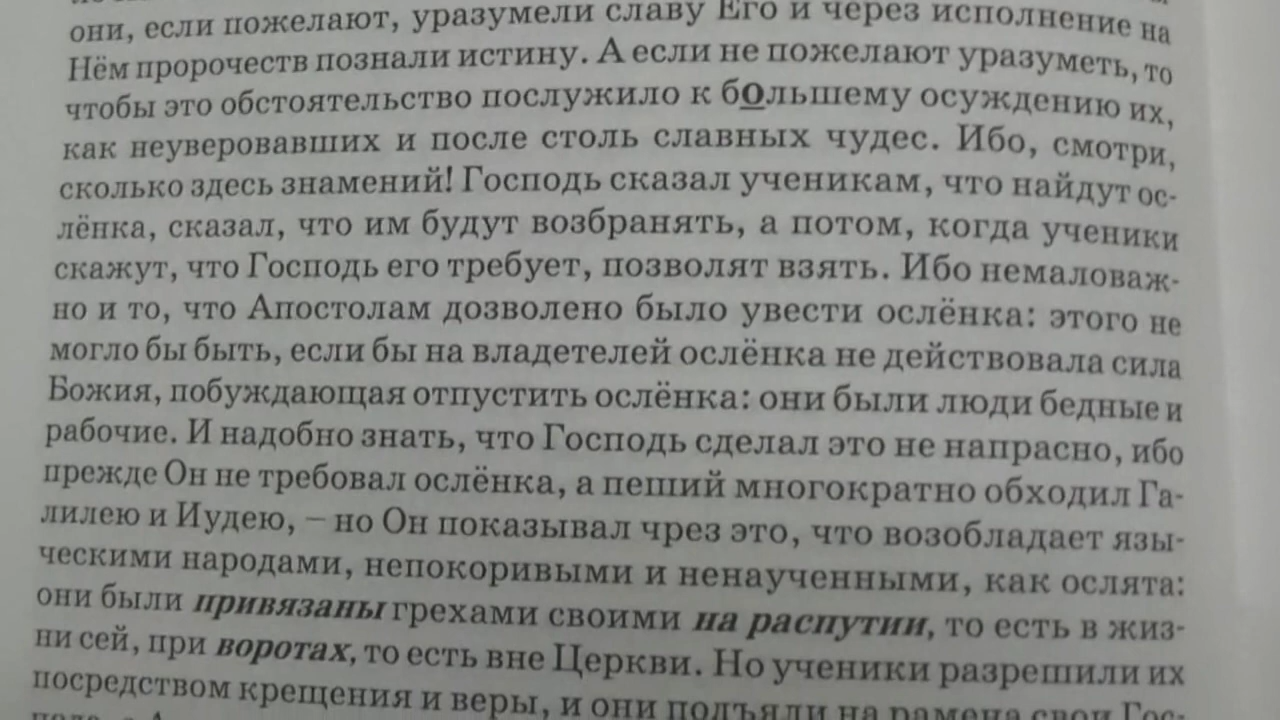 они, если пожелают, уразумели славу Его и через исполнение на
Нём пророчеств познали истину. А если не пожелают уразуметь, то
чтобы это обстоятельство послужило к большему осуждению их,
как неуверовавших и после столь славных чудес. Ибо, смотри,
сколько здесь знамений! Господь сказал ученикам, что найдут ос-
лёнка, сказал, что им будут возбранять, а потом, когда ученики
скажут, что Господь его требует, позволят взять. Ибо немаловаж-
но и то, что Апостолам дозволено было увести ослёнка: этого не
могло бы быть, если бы на владетелей ослёнка не действовала сила
Божия, побуждающая отпустить ослёнка: они были люди бедные и
рабочие. И надобно знать, что Господь сделал это не напрасно, ибо
прежде Он не требовал ослёнка, а пеший многократно обходил Га-
лилею и Иудею, – но Он показывал чрез это, что возобладает язы-
ческими народами, непокоривыми и ненаученными, как ослята:
они были привязаны грехами своими на распутии, то есть в жиз-
ни сей, при воротах, то есть вне Церкви. Но ученики разрешили их
посредством крещения и веры, и они подъяли на рамена свои Гос-